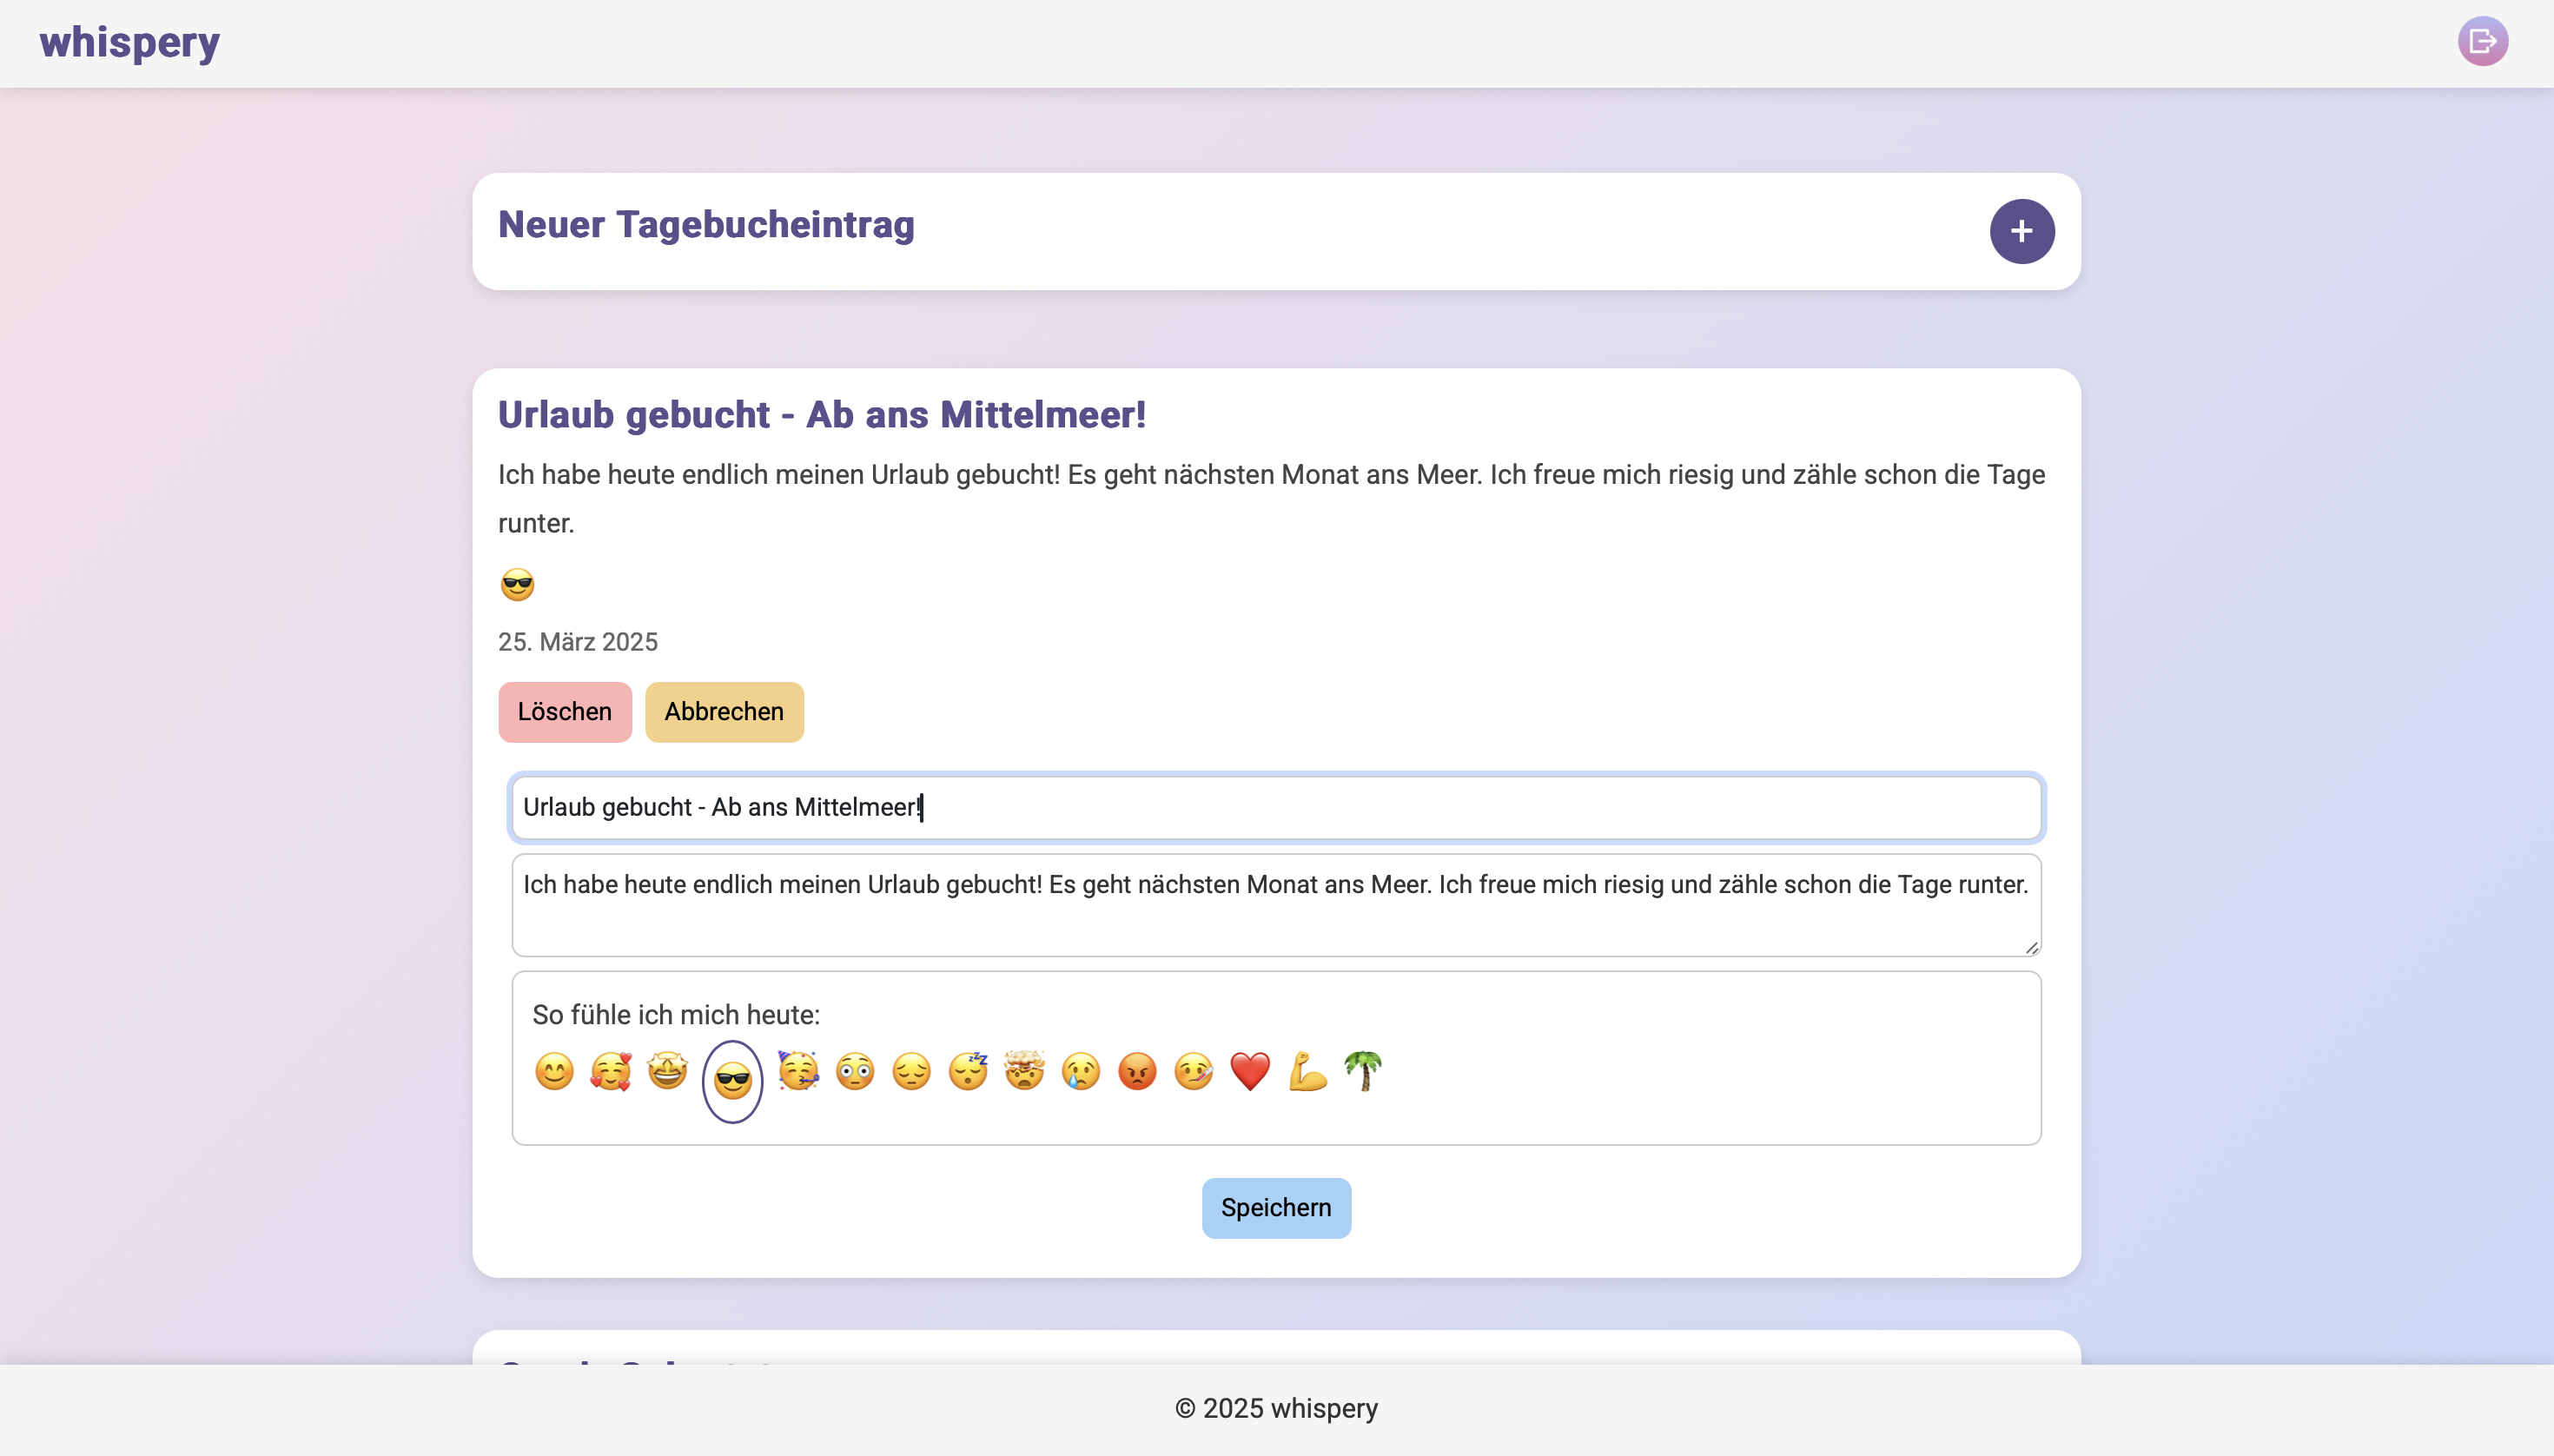 whispery
Neuer Tagebucheintrag
+
Urlaub gebucht - Ab ans Mittelmeer!
Ich habe heute endlich meinen Urlaub gebucht! Es geht nächsten Monat ans Meer. Ich freue mich riesig und zähle schon die Tage
runter.
😎
25. März 2025
Löschen Abbrechen
Urlaub gebucht - Ab ans Mittelmeer!
Ich habe heute endlich meinen Urlaub gebucht! Es geht nächsten Monat ans Meer. Ich freue mich riesig und zähle schon die Tage runter.
So fühle ich mich heute:
😊 🥰 🤩 😎 🥳 😳 😔 😴 🤯 😢 😡 🤒 ❤️ 💪 🌴
Speichern
© 2025 whispery